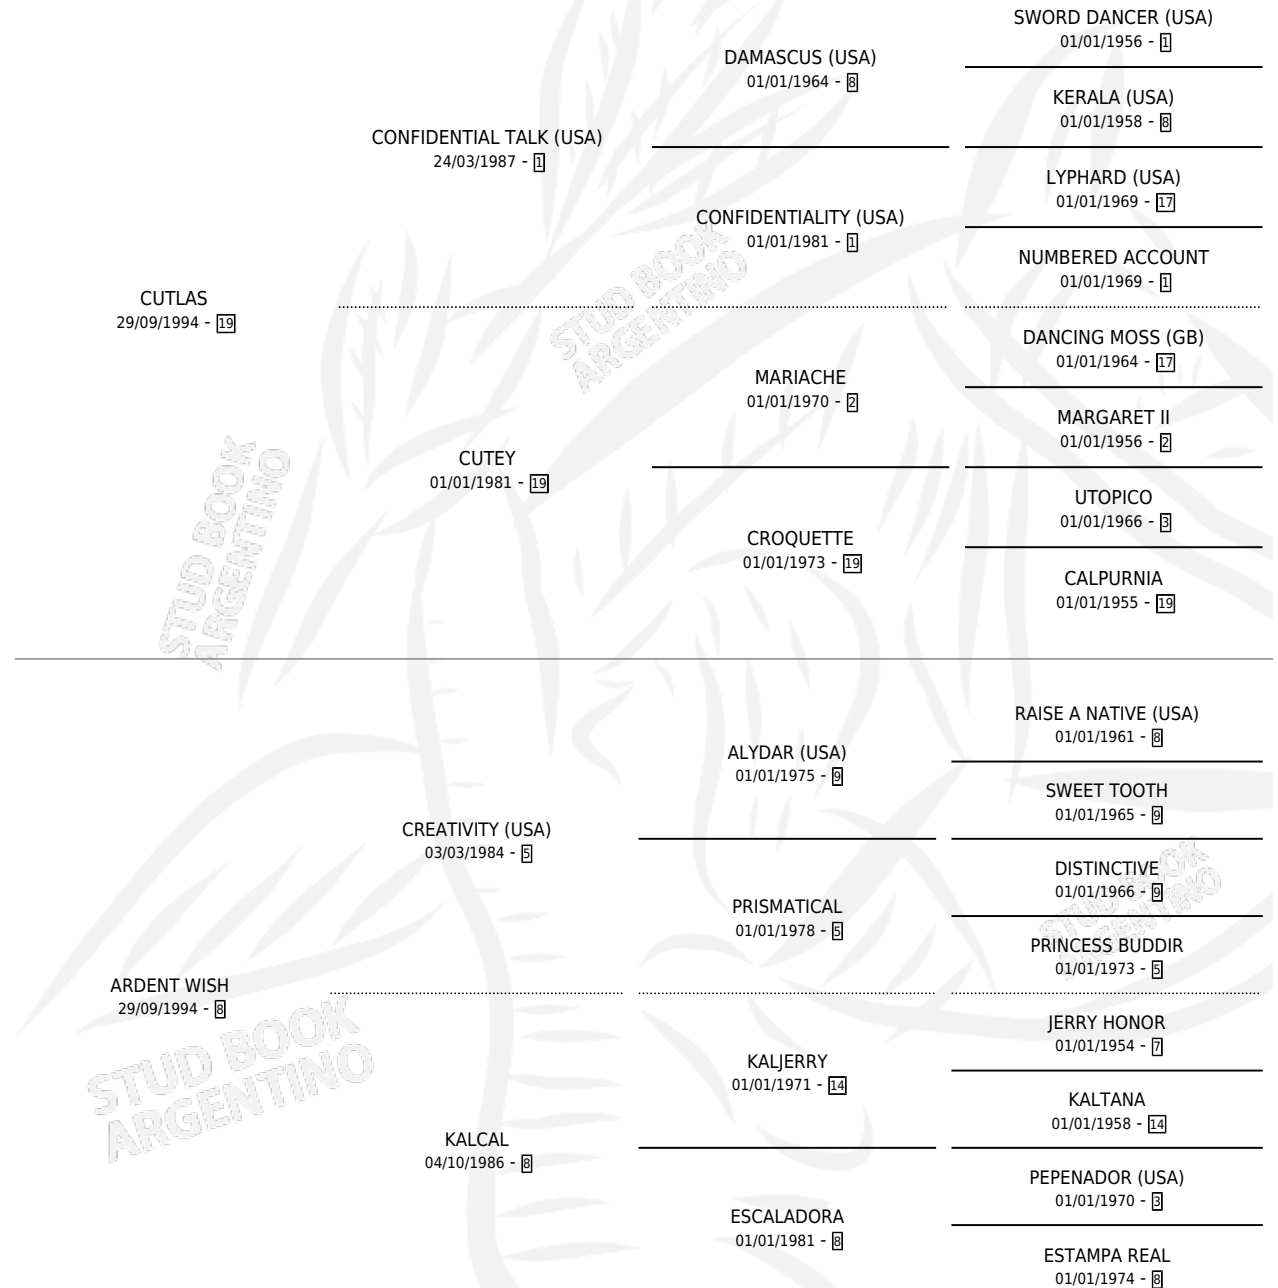 SWORD DANCER (USA)
01/01/1956 - 1
DAMASCUS (USA)
01/01/1964 - 8
KERALA (USA)
01/01/1958 - 8
CONFIDENTIAL TALK (USA)
24/03/1987 - 1
LYPHARD (USA)
01/01/1969 - 17
CONFIDENTIALITY (USA)
01/01/1981 - 1
NUMBERED ACCOUNT
01/01/1969 - 1
CUTLAS
29/09/1994 - 19
STUD BOOK
ARGENTINO
DANCING MOSS (GB)
01/01/1964 - 17
MARIACHE
01/01/1970 - 2
MARGARET II
01/01/1956 - 2
CUTEY
01/01/1981 - 19
UTOPICO
01/01/1966 - 3
CROQUETTE
01/01/1973 - 19
CALPURNIA
01/01/1955 - 19
STUD BOOK
ARGENTINO
RAISE A NATIVE (USA)
01/01/1961 - 8
ALYDAR (USA)
01/01/1975 - 9
SWEET TOOTH
01/01/1965 - 9
CREATIVITY (USA)
03/03/1984 - 5
DISTINCTIVE
01/01/1966 - 9
PRISMATICAL
01/01/1978 - 5
PRINCESS BUDDIR
01/01/1973 - 5
STUD BOOK
ARGENTINO
ARDENT WISH
29/09/1994 - 8
STUD BOOK
ARGENTINO
JERRY HONOR
01/01/1954 - 7
KALJERRY
01/01/1971 - 14
KALTANA
01/01/1958 - 14
KALCAL
04/10/1986 - 8
PEPENADOR (USA)
01/01/1970 - 3
ESCALADORA
01/01/1981 - 8
ESTAMPA REAL
01/01/1974 - 8